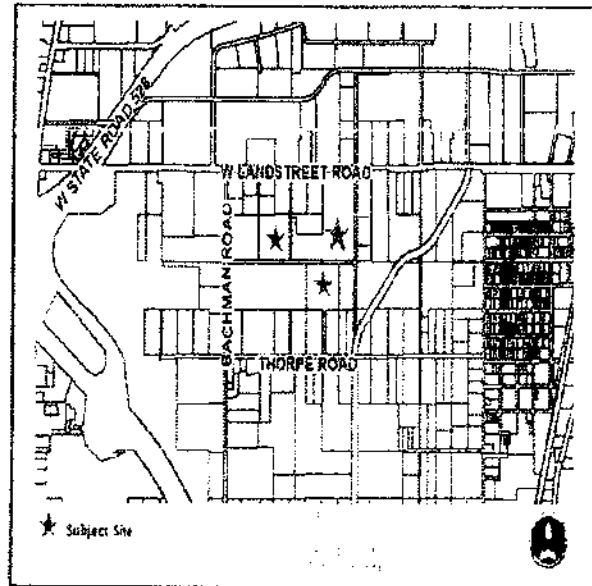 W STATE ROAD 528
W LANDSTREET ROAD
BACHMAN ROAD
THORPE ROAD
Subject Site